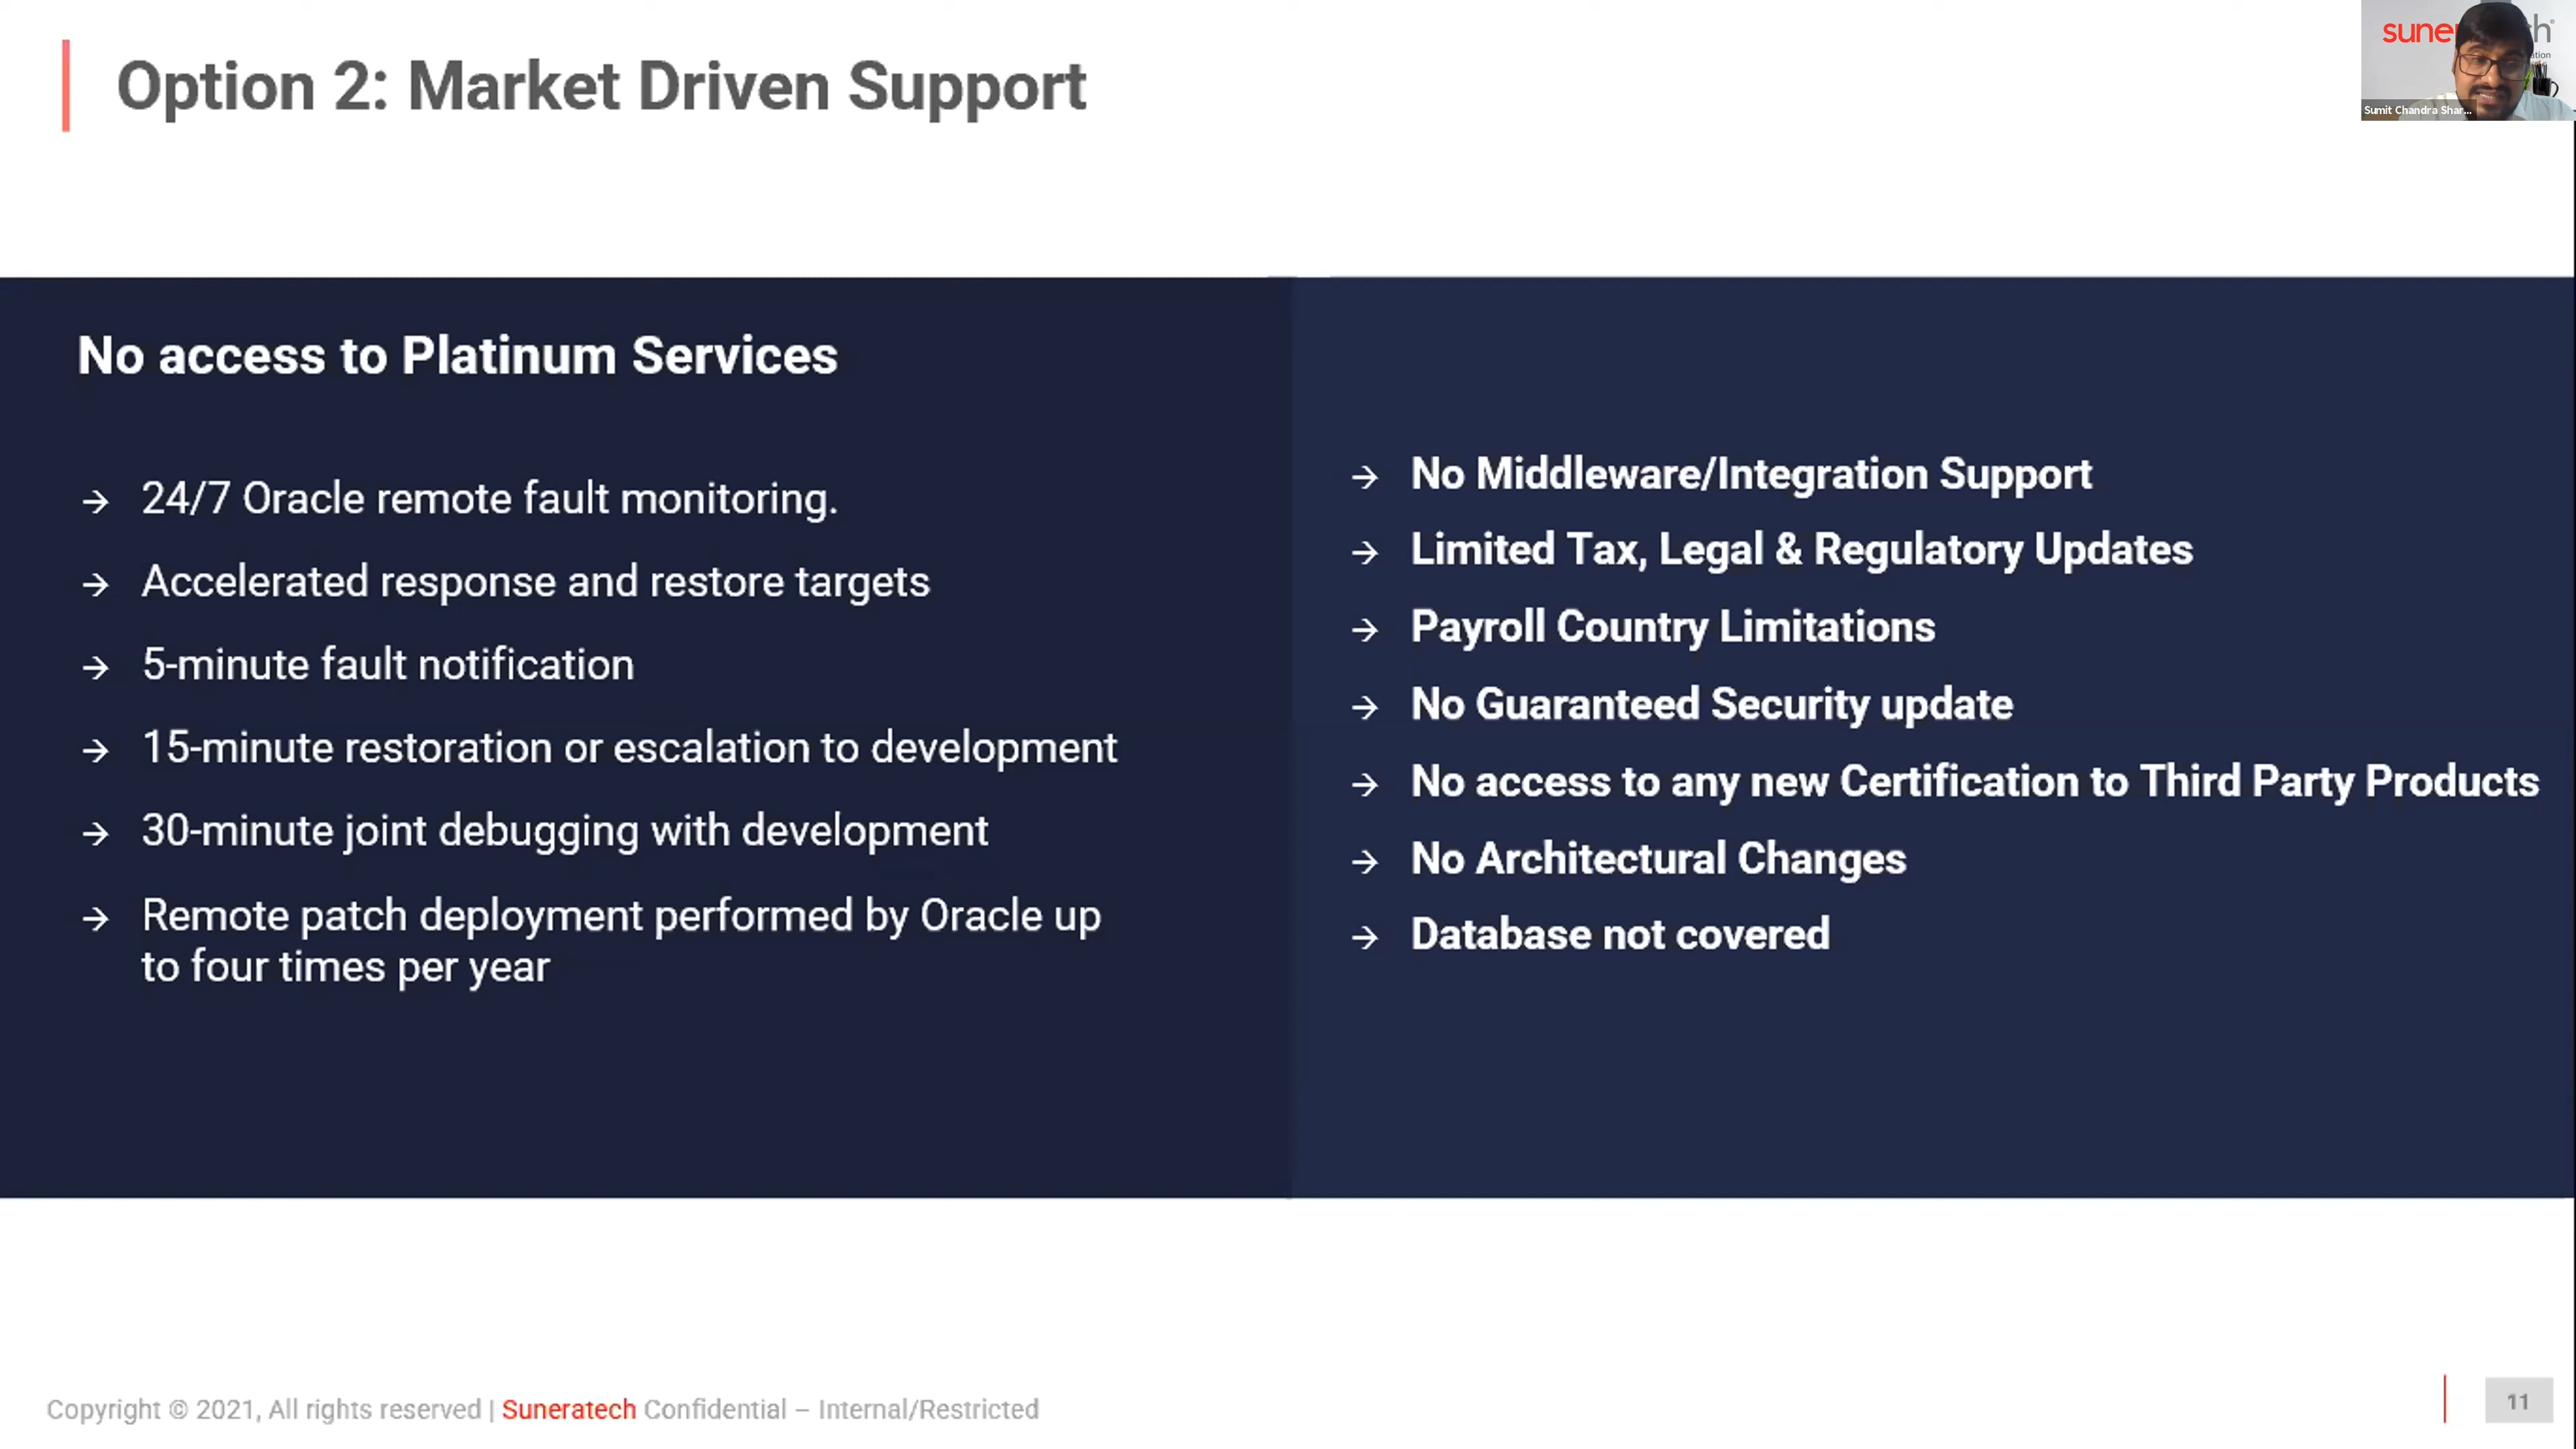 Option 2: Market Driven Support
Sumit Chandra Shar...
No access to Platinum Services
→ 24/7 Oracle remote fault monitoring.
→ Accelerated response and restore targets
→ 5-minute fault notification
→ 15-minute restoration or escalation to development
→ 30-minute joint debugging with development
→ Remote patch deployment performed by Oracle up
to four times per year
→ No Middleware/Integration Support
→ Limited Tax, Legal & Regulatory Updates
→ Payroll Country Limitations
→ No Guaranteed Security update
→ No access to any new Certification to Third Party Products
→ No Architectural Changes
→ Database not covered
Copyright © 2021, All rights reserved | Suneratech Confidential – Internal/Restricted
11